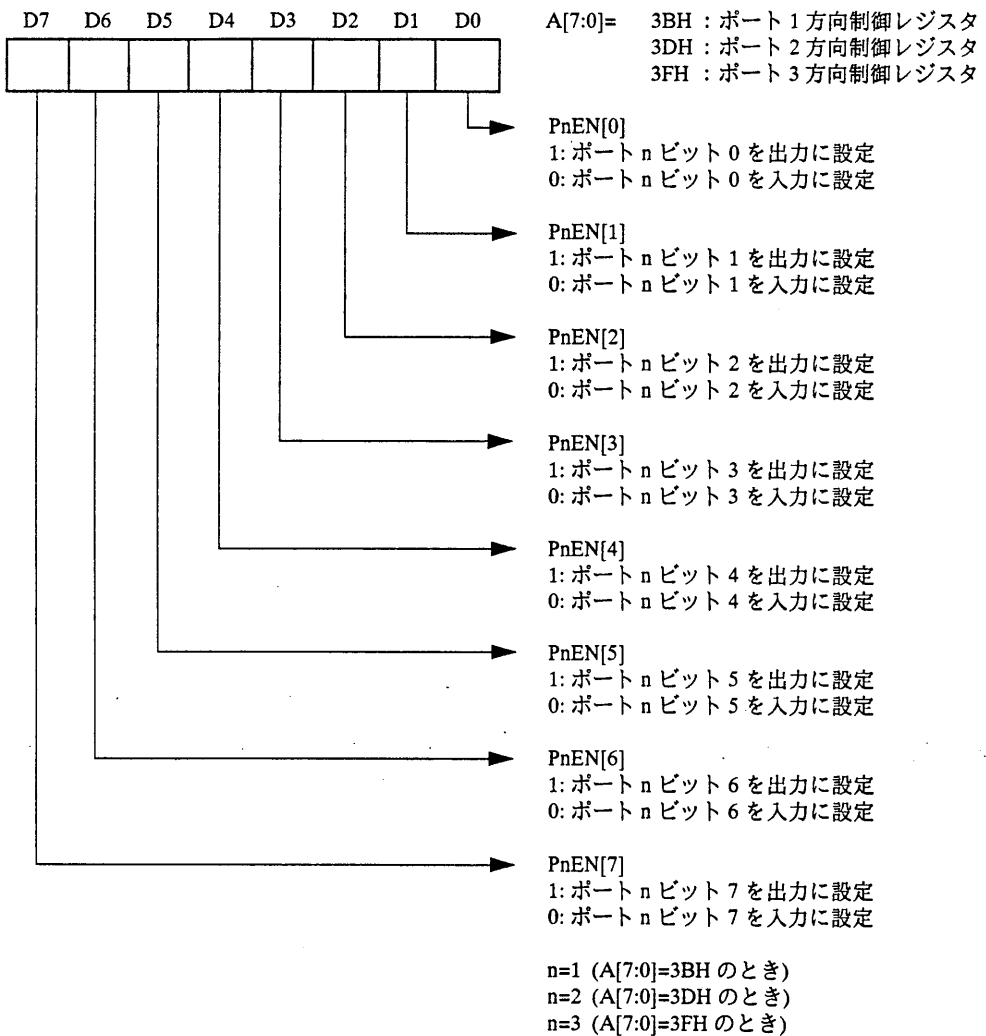 D7 D6 D5 D4 D3 D2 D1 D0
A[7:0]= 3BH : ポート 1 方向制御レジスタ
3DH : ポート 2 方向制御レジスタ
3FH : ポート 3 方向制御レジスタ
PnEN[0]
1: ポート n ビット 0 を出力に設定
0: ポート n ビット 0 を入力に設定
PnEN[1]
1: ポート n ビット 1 を出力に設定
0: ポート n ビット 1 を入力に設定
PnEN[2]
1: ポート n ビット 2 を出力に設定
0: ポート n ビット 2 を入力に設定
PnEN[3]
1: ポート n ビット 3 を出力に設定
0: ポート n ビット 3 を入力に設定
PnEN[4]
1: ポート n ビット 4 を出力に設定
0: ポート n ビット 4 を入力に設定
PnEN[5]
1: ポート n ビット 5 を出力に設定
0: ポート n ビット 5 を入力に設定
PnEN[6]
1: ポート n ビット 6 を出力に設定
0: ポート n ビット 6 を入力に設定
PnEN[7]
1: ポート n ビット 7 を出力に設定
0: ポート n ビット 7 を入力に設定
n=1 (A[7:0]=3BH のとき)
n=2 (A[7:0]=3DH のとき)
n=3 (A[7:0]=3FH のとき)